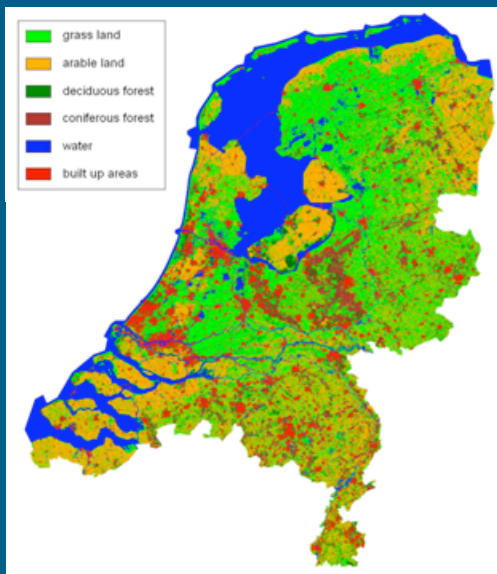 grass land
arable land
deciduous forest
coniferous forest
water
built up areas